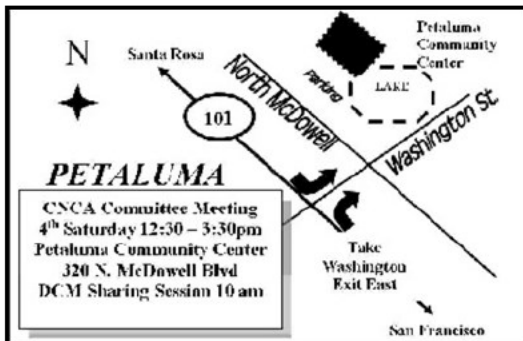 N
Santa Rosa
101
North McDowell
Parking
Petaluma
Community
Center
LAKE
Washington St.
PETALUMA
CNCA Committee Meeting
4th Saturday 12:30 – 3:30pm
Petaluma Community Center
320 N. McDowell Blvd
DCM Sharing Session 10 am
Take
Washington
Exit East
San Francisco